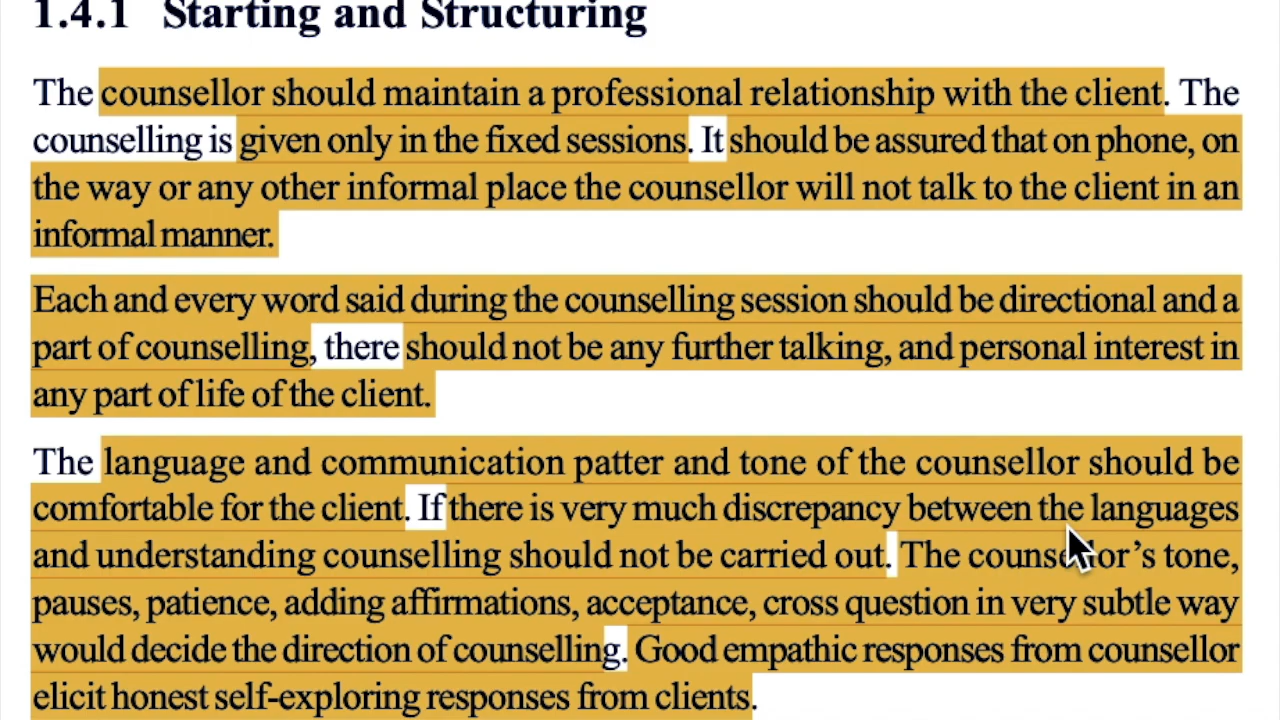 1.4.1 Starting and Structuring
The counsellor should maintain a professional relationship with the client. The
counselling is given only in the fixed sessions. It should be assured that on phone, on
the way or any other informal place the counsellor will not talk to the client in an
informal manner.
Each and every word said during the counselling session should be directional and a
part of counselling, there should not be any further talking, and personal interest in
any part of life of the client.
The language and communication patter and tone of the counsellor should be
comfortable for the client. If there is very much discrepancy between the languages
and understanding counselling should not be carried out. The counsellor’s tone,
pauses, patience, adding affirmations, acceptance, cross question in very subtle way
would decide the direction of counselling. Good empathic responses from counsellor
elicit honest self-exploring responses from clients.